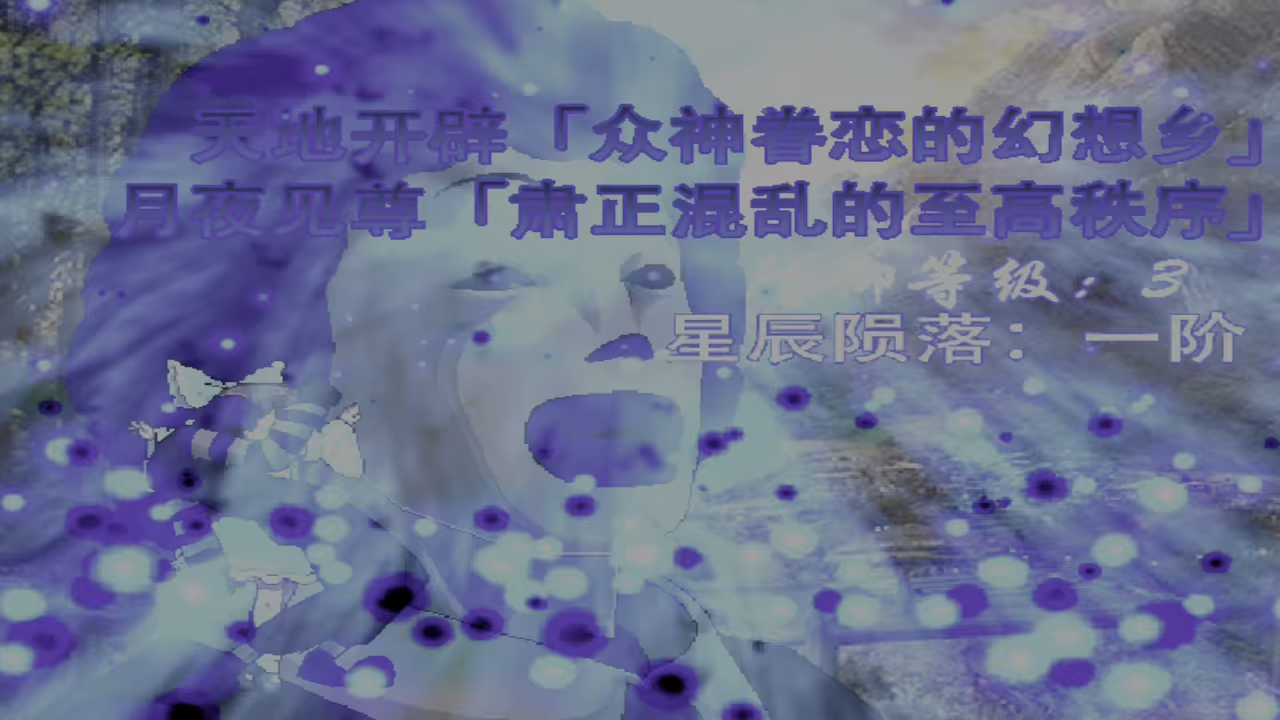 天地开辟「众神眷恋的幻想乡」
月夜见尊「肃正混乱的至高秩序」
等级：3
星辰陨落：一阶